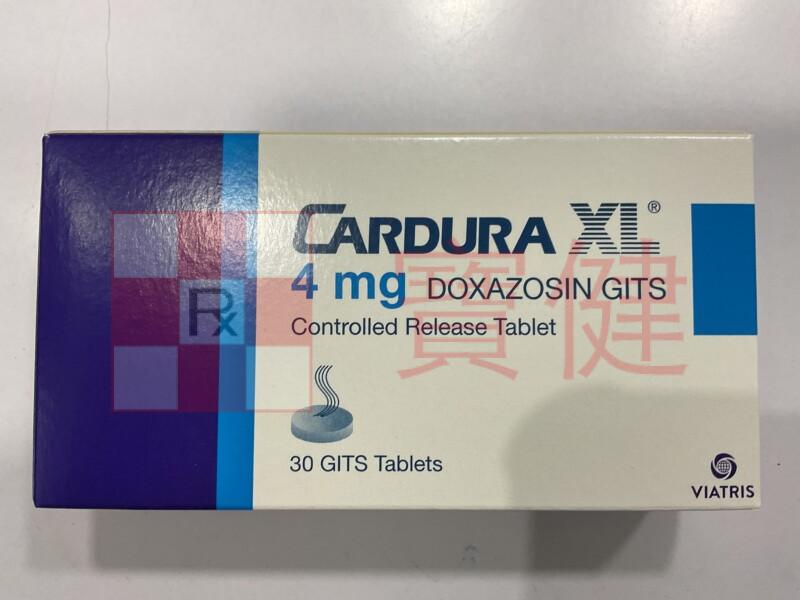 CARDURA XL®
4 mg DOXAZOSIN GITS
Controlled Release Tablet
30 GITS Tablets
VIATRIS
Rx
寶健